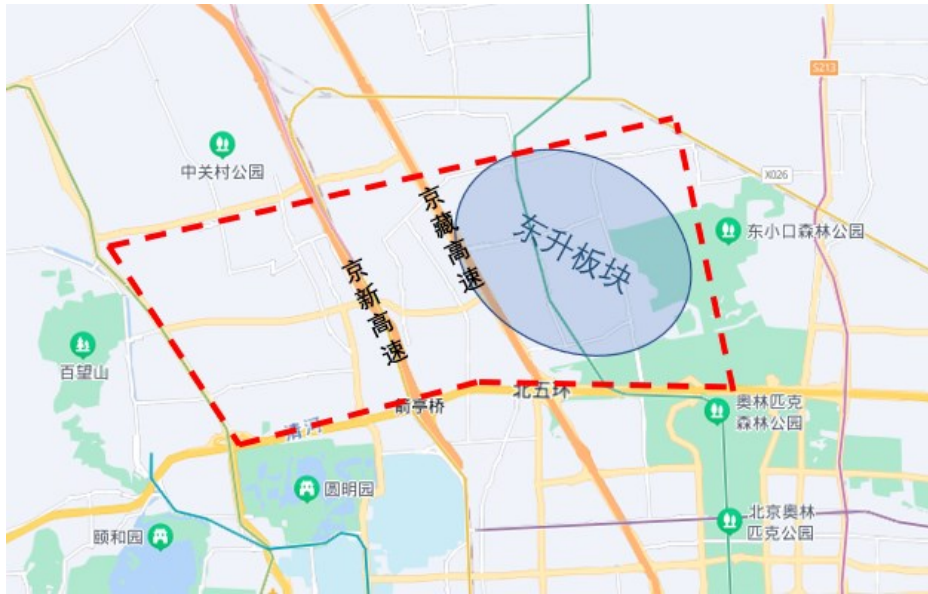 S213
中关村公园
X026
京藏高速
东升板块
东小口森林公园
京新高速
百望山
北五环
箭亭桥
清河
奥林匹克
森林公园
圆明园
颐和园
北京奥林
匹克公园